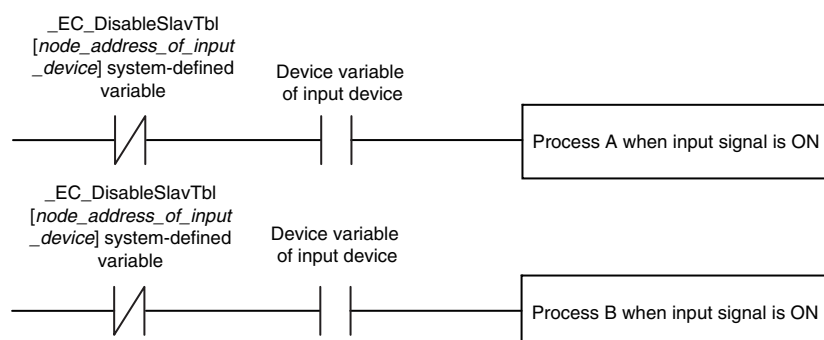 _EC_DisableSlavTbl
[node_address_of_input
_device] system-defined
variable
Device variable
of input device
Process A when input signal is ON
_EC_DisableSlavTbl
[node_address_of_input
_device] system-defined
variable
Device variable
of input device
Process B when input signal is ON